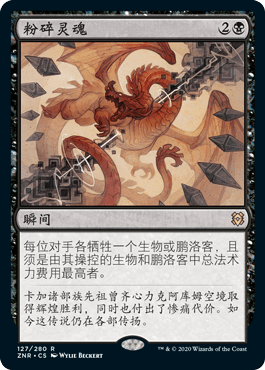 粉碎灵魂 2
瞬间
每位对手各牺牲一个生物或鹏洛客,且
须是由其操控的生物和鹏洛客中总法术
力费用最高者。
卡加诸部族先祖曾齐心力克阿库姆空境取
得辉煌胜利,同时也付出了惨痛代价。如
今这传说仍在各部传扬。
127/280 R
ZNR • CS WYLIE BECKERT
™ & © 2020 Wizards of the Coast